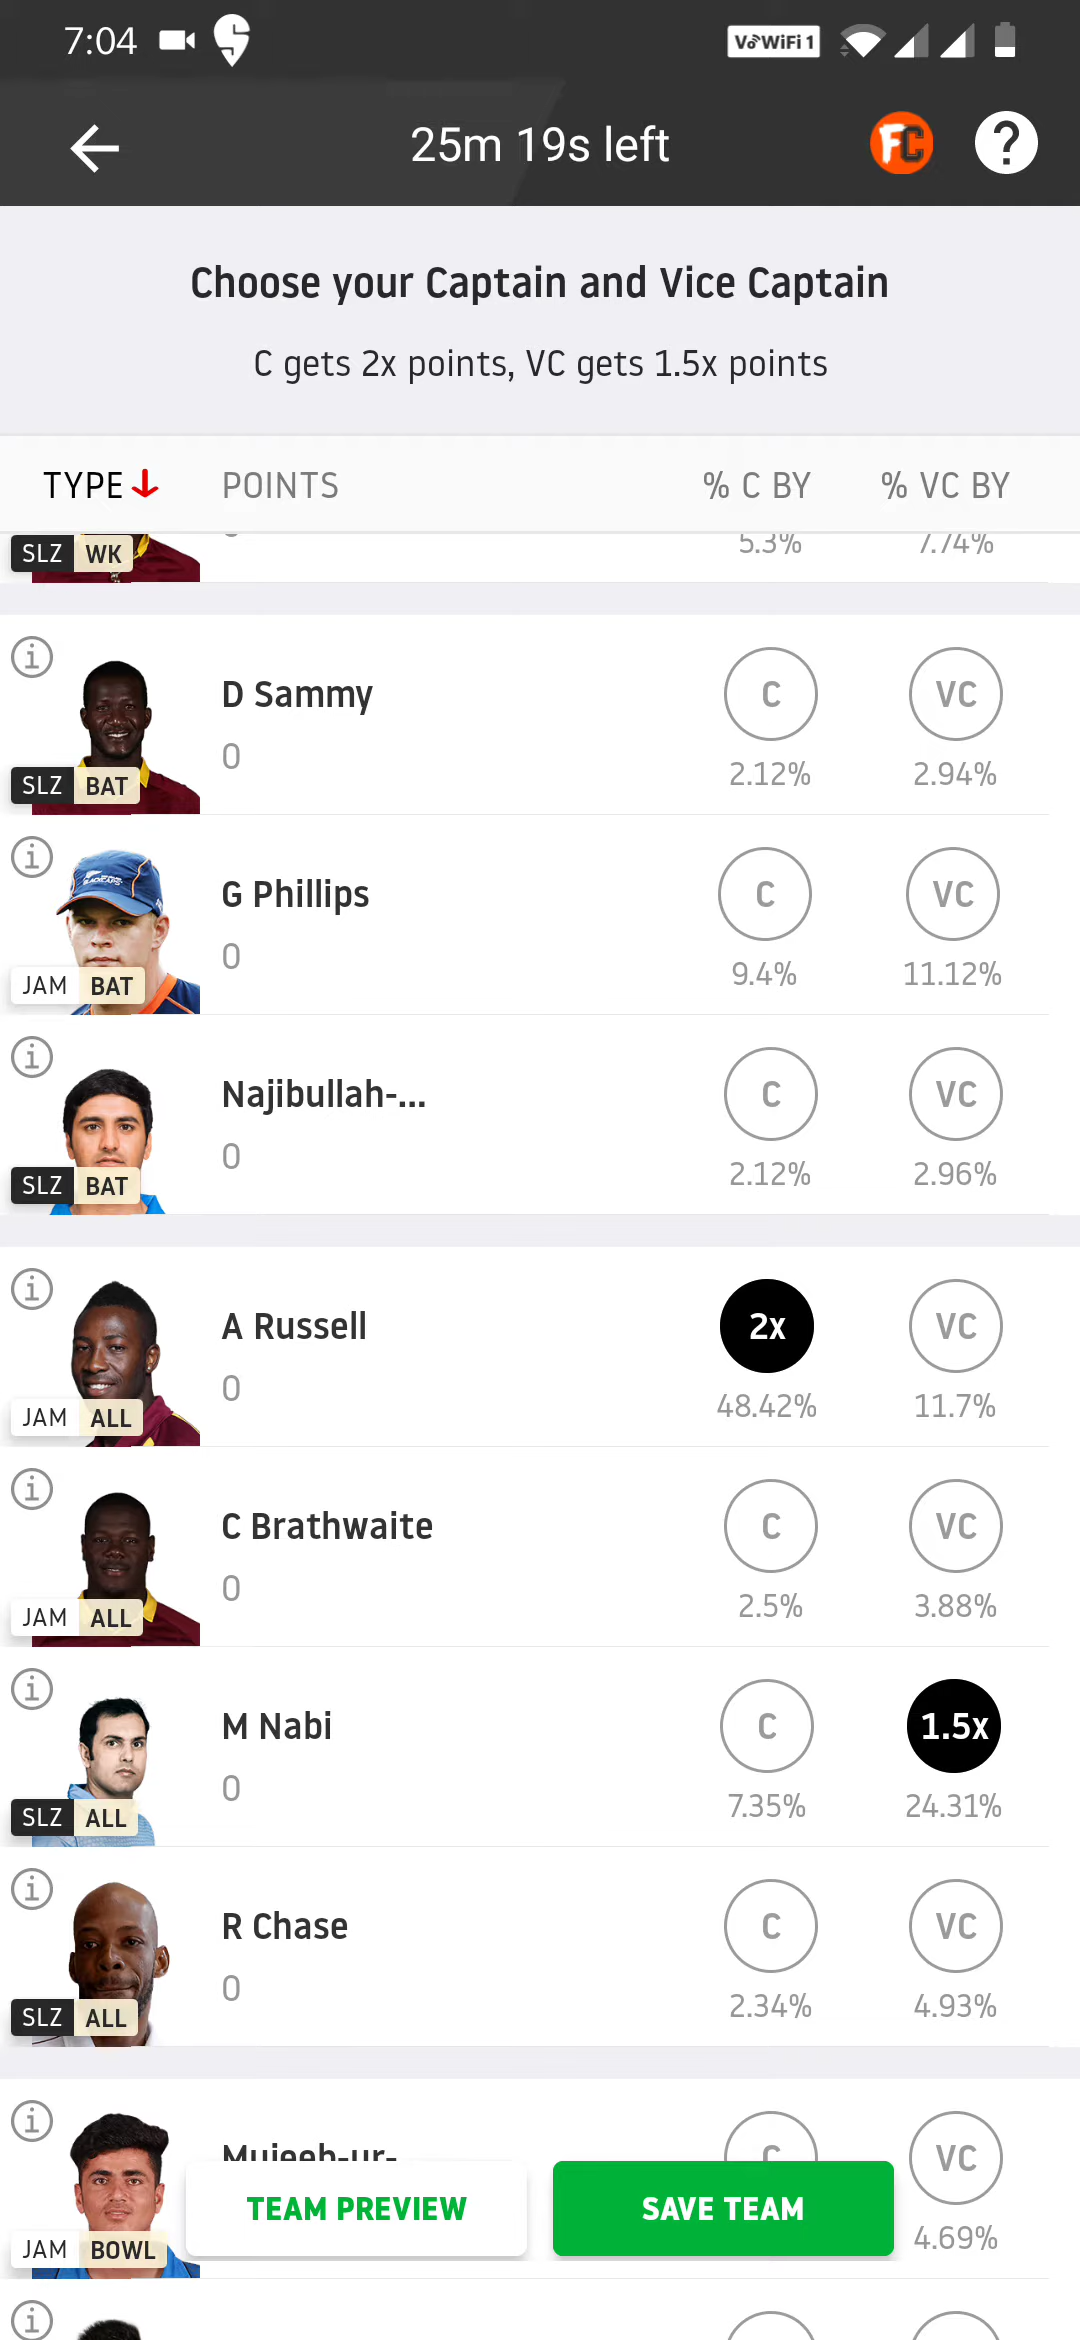 7:04 VoWiFi 1
25m 19s left FC ?
Choose your Captain and Vice Captain
C gets 2x points, VC gets 1.5x points
TYPE POINTS % C BY % VC BY
SLZ WK 5.3% 7.74%
D Sammy C VC
0 2.12% 2.94%
SLZ BAT
G Phillips C VC
0 9.4% 11.12%
JAM BAT
Najibullah-... C VC
0 2.12% 2.96%
SLZ BAT
A Russell 2x VC
0 48.42% 11.7%
JAM ALL
C Brathwaite C VC
0 2.5% 3.88%
JAM ALL
M Nabi C 1.5x
0 7.35% 24.31%
SLZ ALL
R Chase C VC
0 2.34% 4.93%
SLZ ALL
Mujeeb-ur- C VC
TEAM PREVIEW SAVE TEAM 4.69%
JAM BOWL